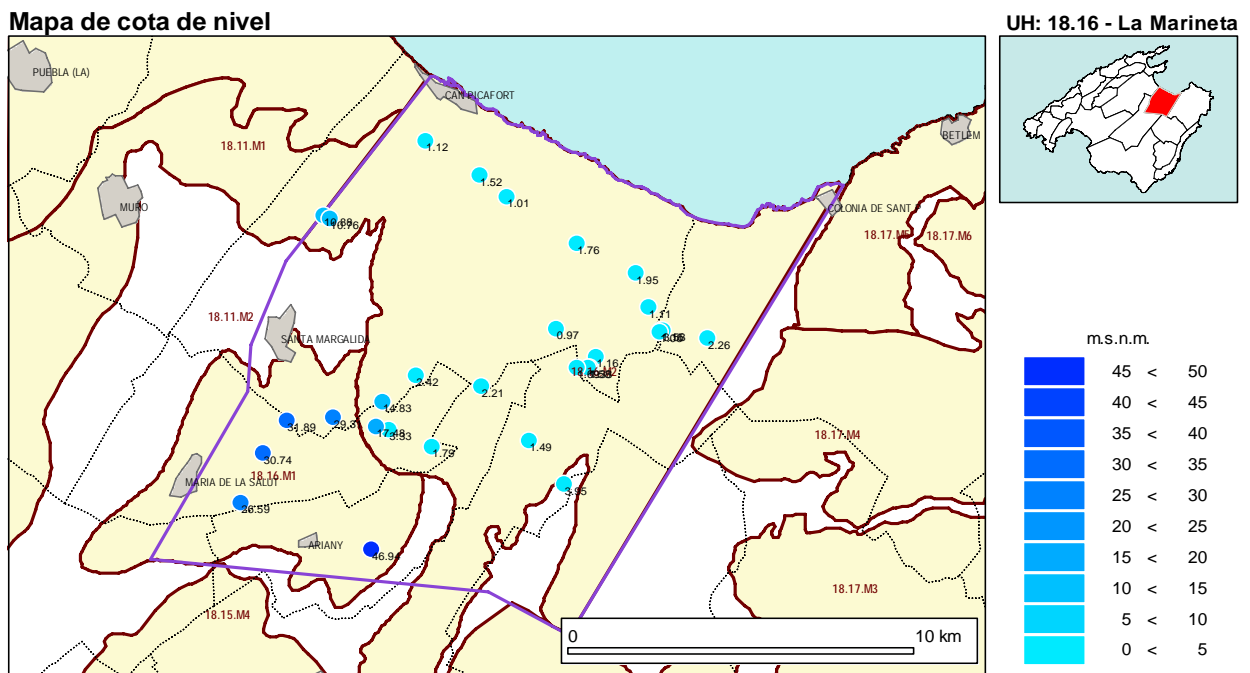 Mapa de cota de nivel
UH: 18.16 - La Marineta
PUEBLA (LA)
CAN PICAFORT
BETLEM
1.12
18.11.M1
1.52
1.01
MURO
COLONIA DE SANT P
10.76
18.17.M5
18.17.M6
1.76
1.95
18.11.M2
1.11
SANTA MARGALIDA
0.97
2.26
1.16
18.16.M2
2.42
2.21
14.83
31.89
29.3
17.48
3.33
1.79
1.49
18.17.M4
30.74
18.16.M1
MARIA DE LA SALUT
3.95
26.59
ARIANY
46.94
18.17.M3
18.15.M4
0
10 km
m.s.n.m.
45 < 50
40 < 45
35 < 40
30 < 35
25 < 30
20 < 25
15 < 20
10 < 15
5 < 10
0 < 5